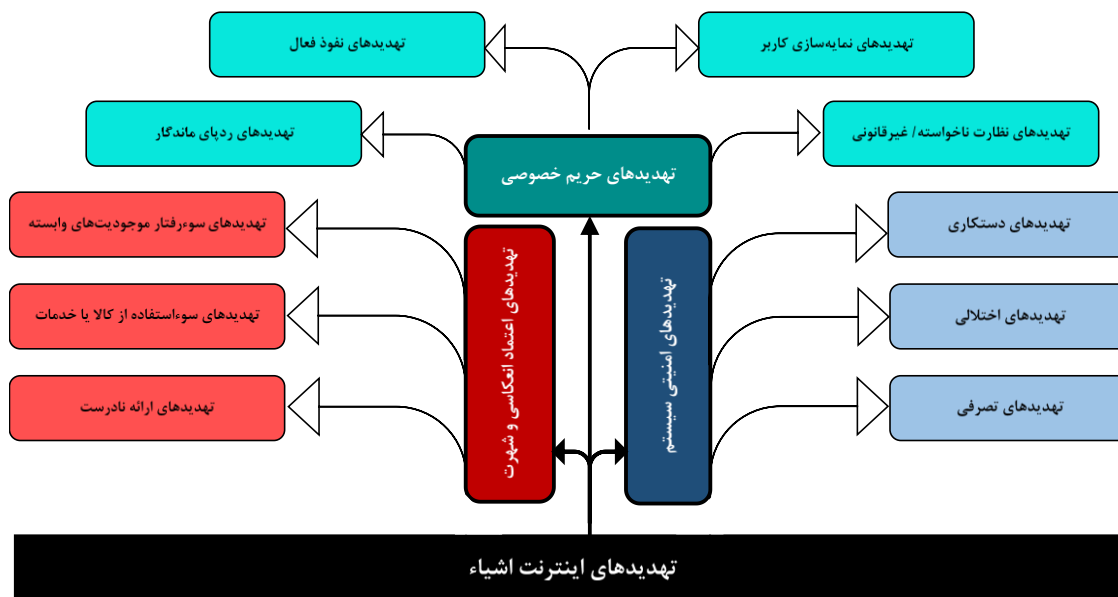 تهدیدهای نمایه‌سازی کاربر
تهدیدهای نفوذ فعال
تهدیدهای نظارت ناخواسته/ غیرقانونی
تهدیدهای ردپای ماندگار
تهدیدهای حریم خصوصی
تهدیدهای دستکاری
تهدیدهای سوء‌رفتار موجودیت‌های وابسته
تهدیدهای اختلالی
تهدیدهای سوء‌استفاده از کالا یا خدمات
تهدیدهای تصرفی
تهدیدهای ارائه نادرست
تهدیدهای امنیتی سیستم
تهدیدهای اعتماد انعکاسی و شهرت
تهدیدهای اینترنت اشیاء